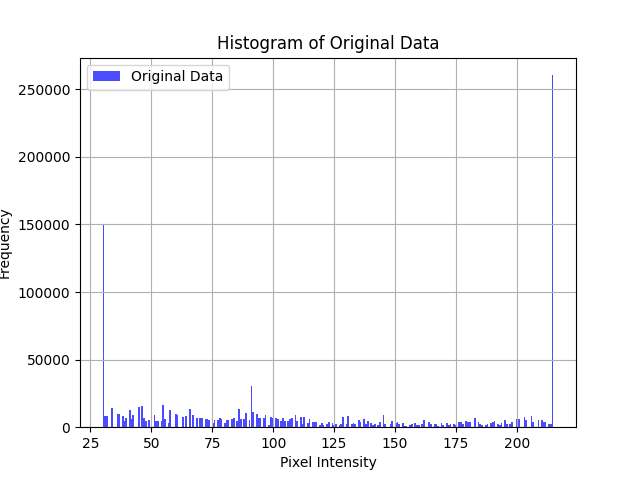 Histogram of Original Data
Original Data
Frequency
250000
200000
150000
100000
50000
0
25 50 75 100 125 150 175 200
Pixel Intensity